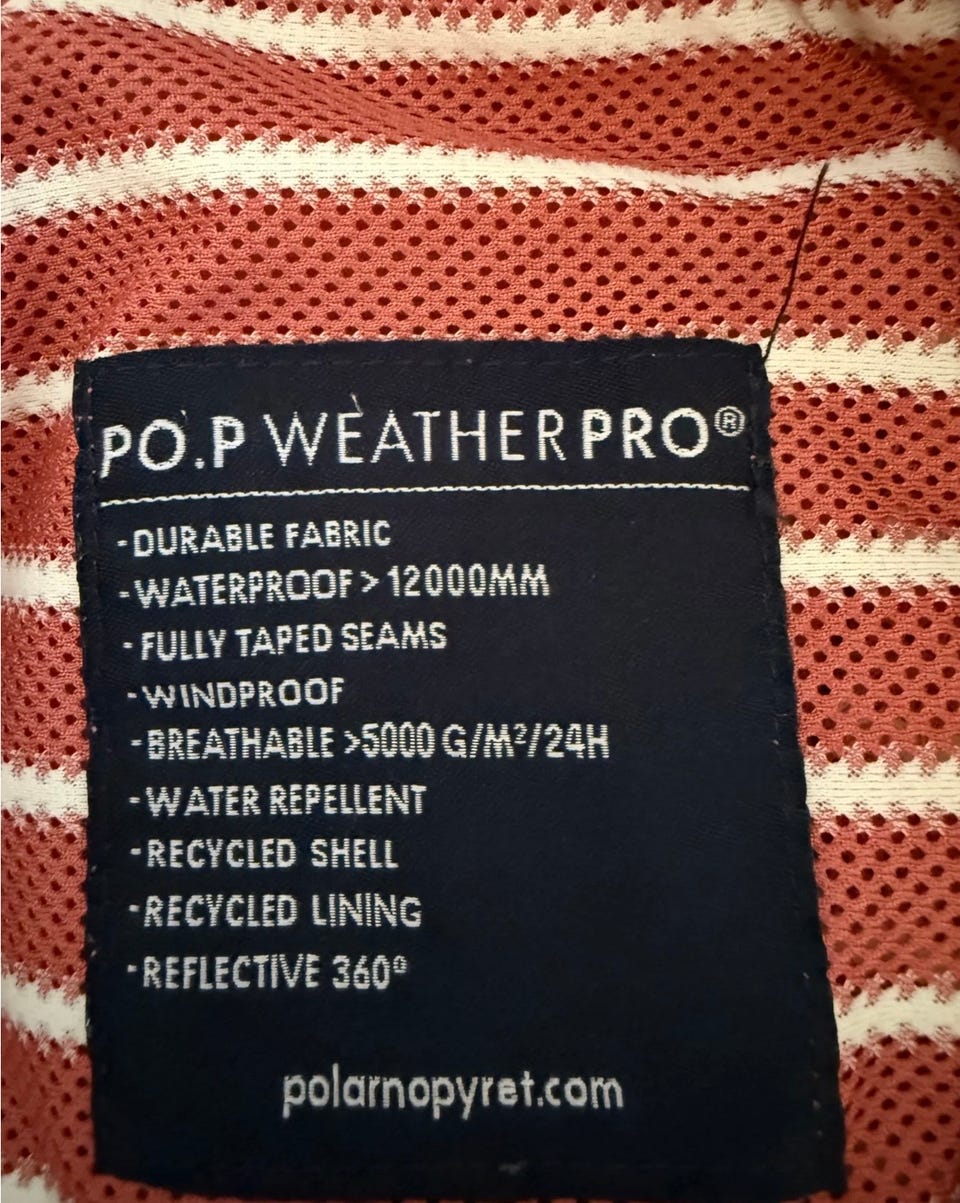 PO.P WEATHERPRO®
-DURABLE FABRIC
-WATERPROOF > 12000MM
-FULLY TAPED SEAMS
-WINDPROOF
-BREATHABLE >5000 G/M²/24H
-WATER REPELLENT
-RECYCLED SHELL
-RECYCLED LINING
-REFLECTIVE 360º
polarnopyret.com